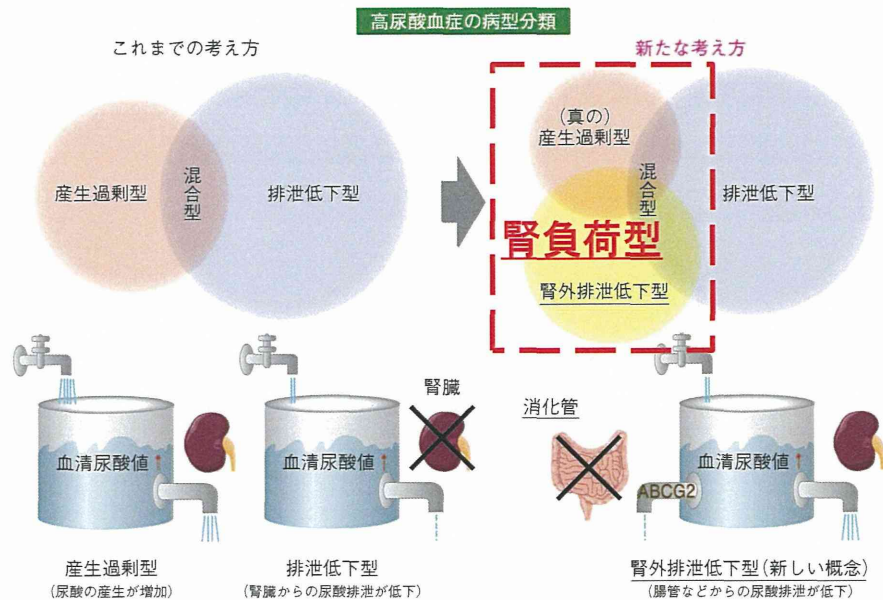 高尿酸血症の病型分類
これまでの考え方
新たな考え方
産生過剰型
混合型
排泄低下型
(真の)
産生過剰型
混合型
排泄低下型
腎負荷型
腎外排泄低下型
血清尿酸値↑
血清尿酸値↑
腎臓
消化管
ABCG2
血清尿酸値↑
産生過剰型
(尿酸の産生が増加)
排泄低下型
(腎臓からの尿酸排泄が低下)
腎外排泄低下型(新しい概念)
(腸管などからの尿酸排泄が低下)